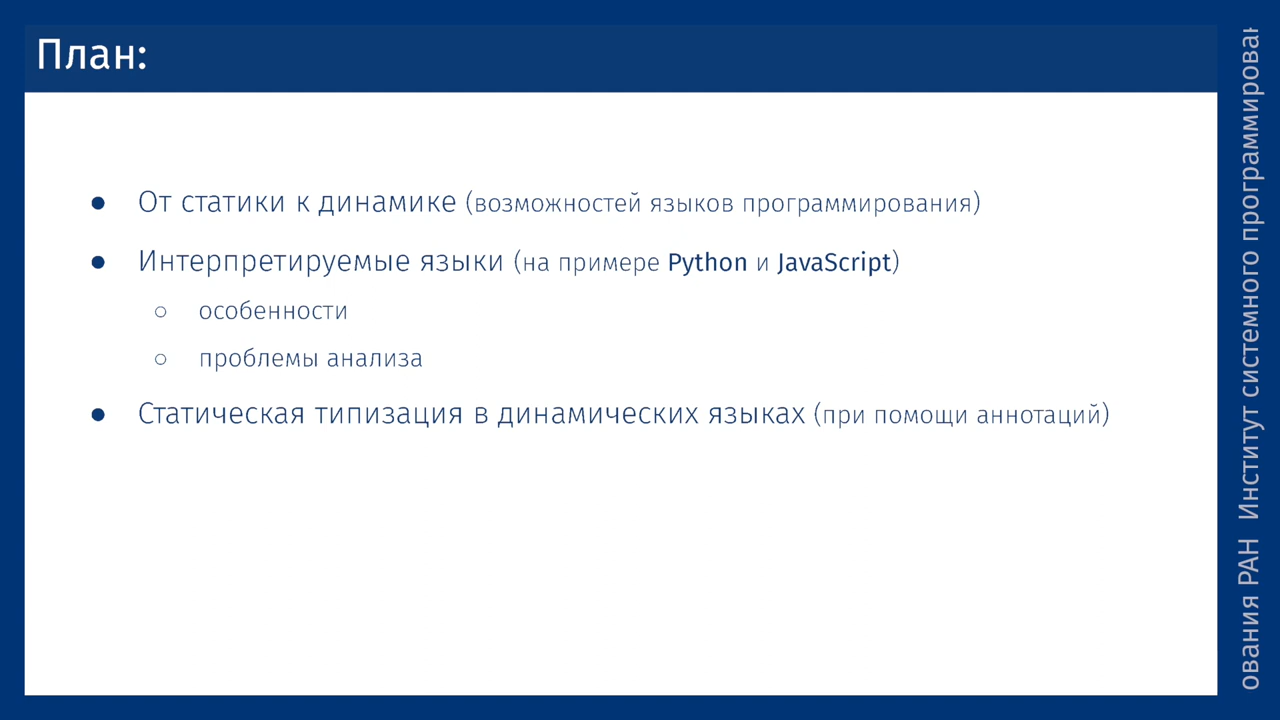 План:
● От статики к динамике (возможностей языков программирования)
● Интерпретируемые языки (на примере Python и JavaScript)
○ особенности
○ проблемы анализа
● Статическая типизация в динамических языках (при помощи аннотаций)
ования РАН Институт системного программирован